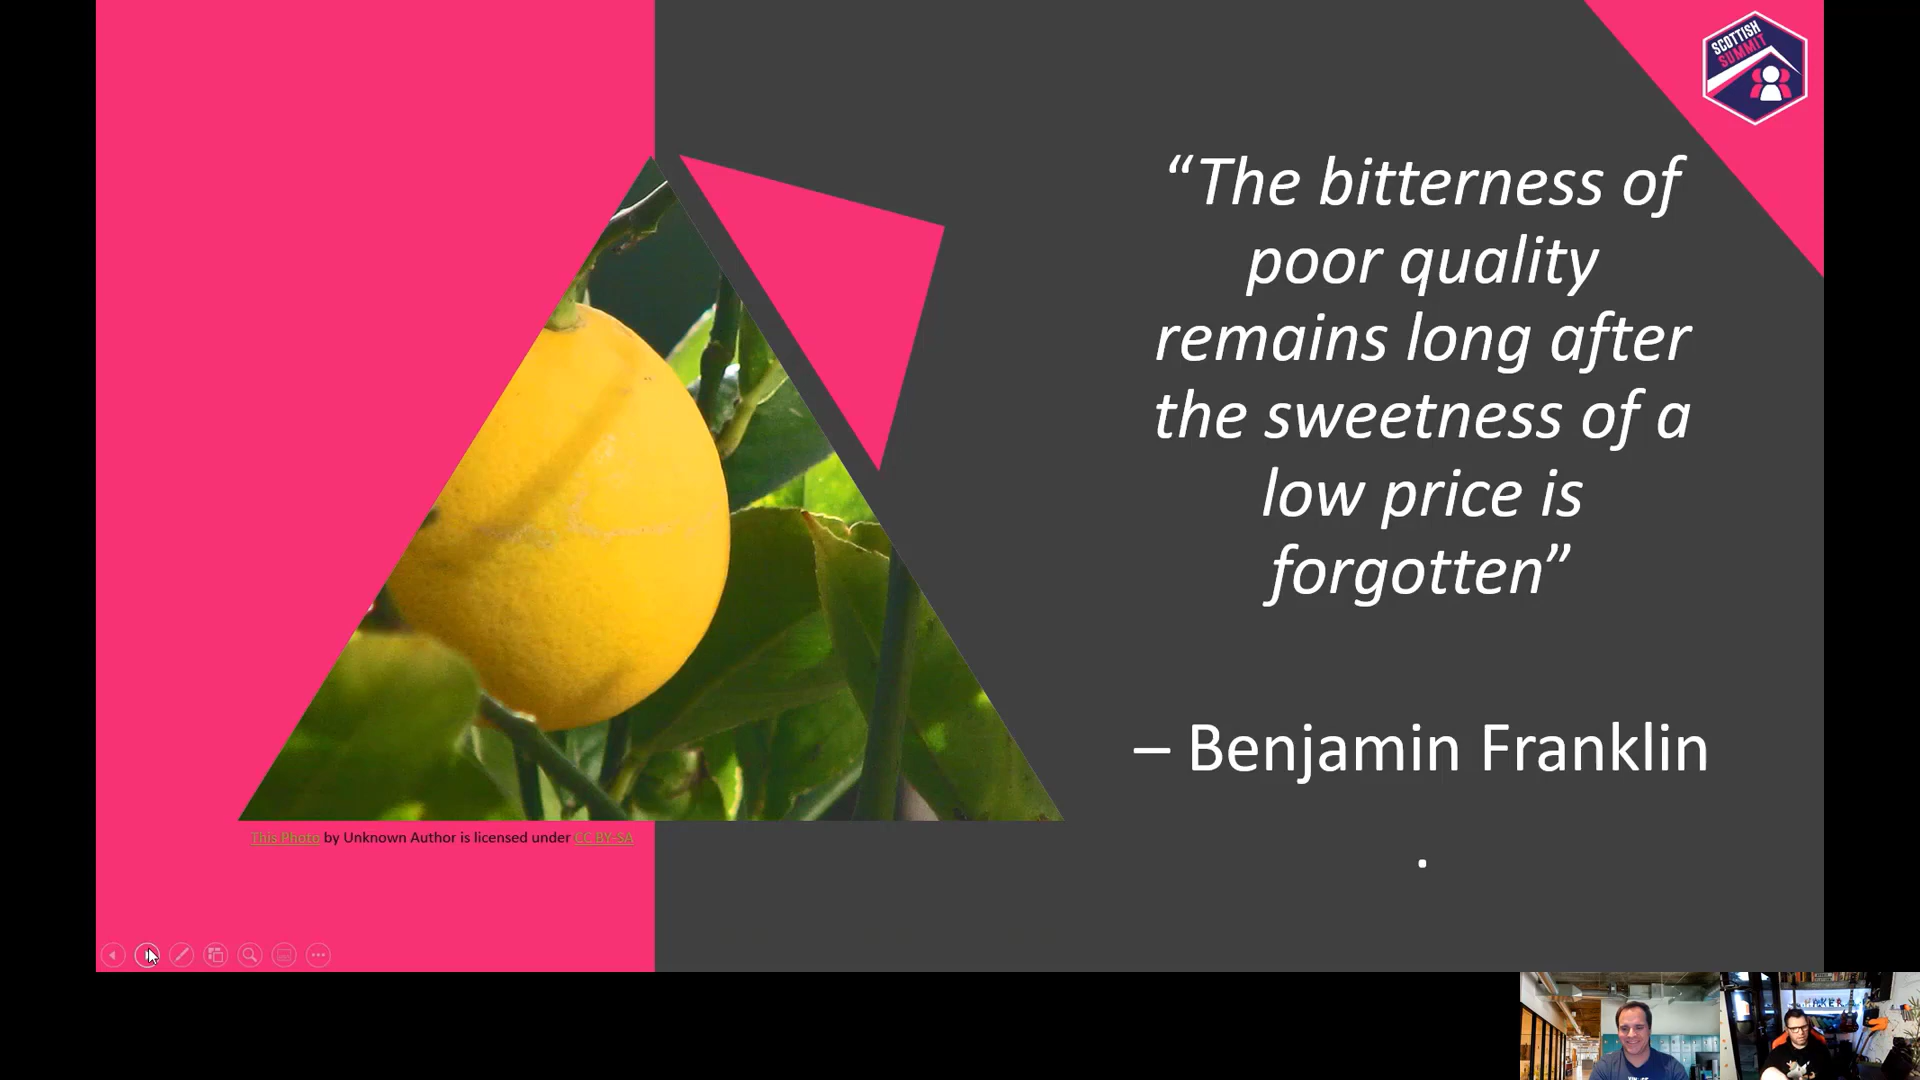 SCOTTISH
SUMMIT
“The bitterness of
poor quality
remains long after
the sweetness of a
low price is
forgotten”
– Benjamin Franklin
.
This Photo by Unknown Author is licensed under CC BY-SA